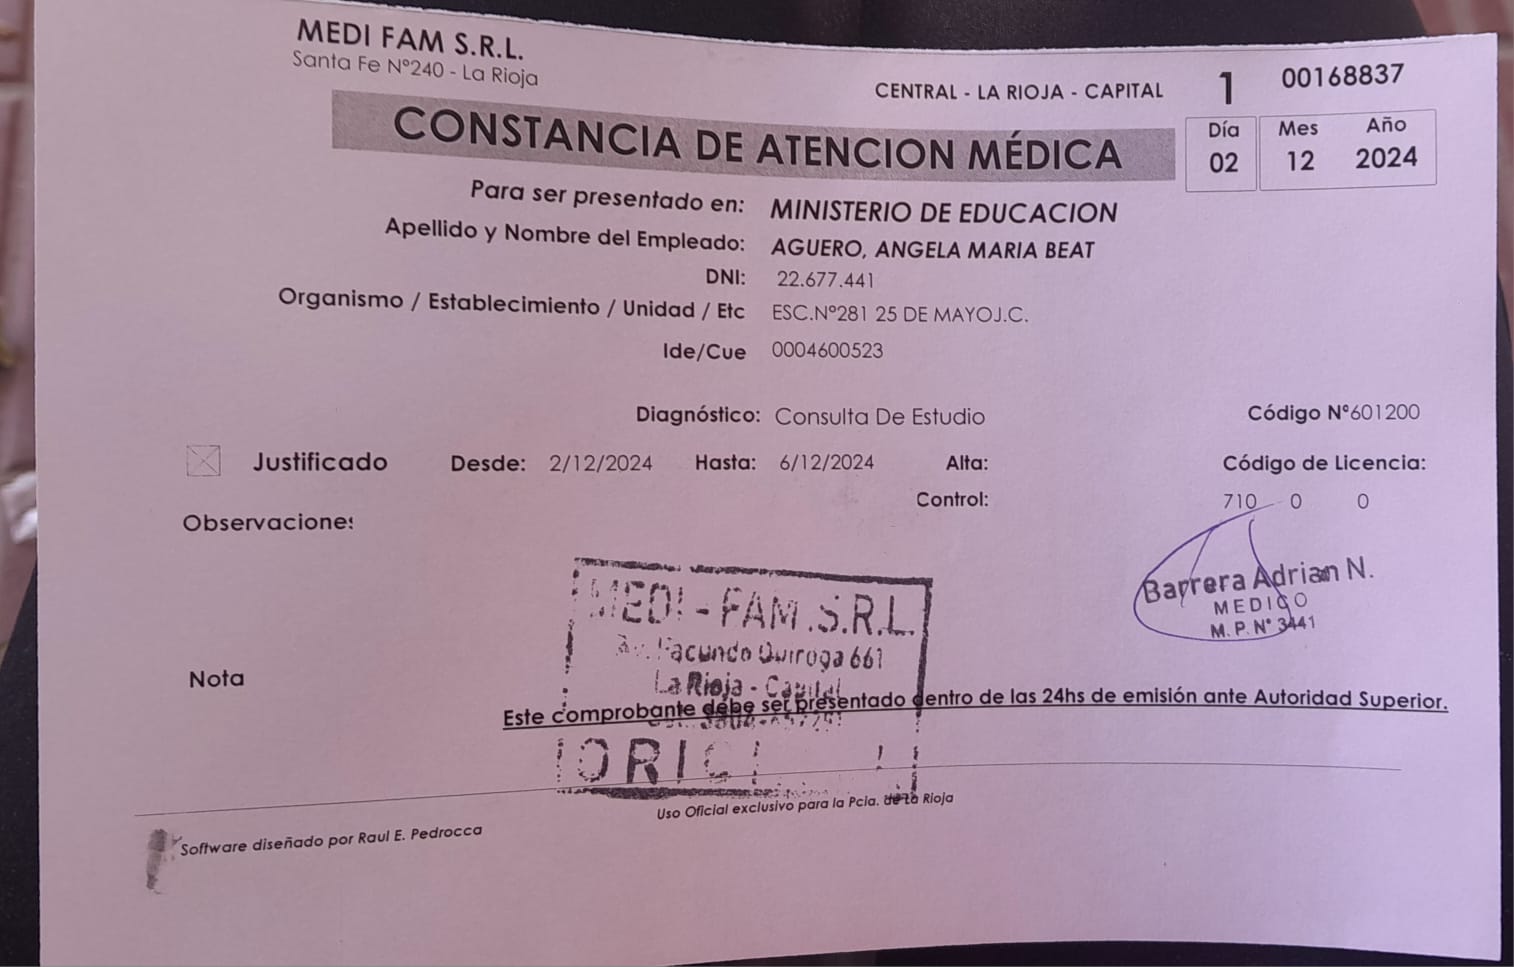 MEDI FAM S.R.L.
Santa Fe Nº240 - La Rioja
CENTRAL - LA RIOJA - CAPITAL 1 00168837
CONSTANCIA DE ATENCION MÉDICA
Día Mes Año
02 12 2024
Para ser presentado en: MINISTERIO DE EDUCACION
Apellido y Nombre del Empleado: AGUERO, ANGELA MARIA BEAT
DNI: 22.677.441
Organismo / Establecimiento / Unidad / Etc ESC.Nº281 25 DE MAYOJ.C.
Ide/Cue 0004600523
Diagnóstico: Consulta De Estudio Código Nº601200
Justificado Desde: 2/12/2024 Hasta: 6/12/2024 Alta: Código de Licencia:
Control: 710 0 0
Observaciones
Barrera Adrian N.
MEDICO
M. P. N° 3441
MEDI - FAM.S.R.L.
Av. Facundo Quiroga 661
La Rioja - Capital
Nota
Este comprobante debe ser presentado dentro de las 24hs de emisión ante Autoridad Superior.
Uso Oficial exclusivo para la Pcia. de La Rioja
Software diseñado por Raul E. Pedrocca